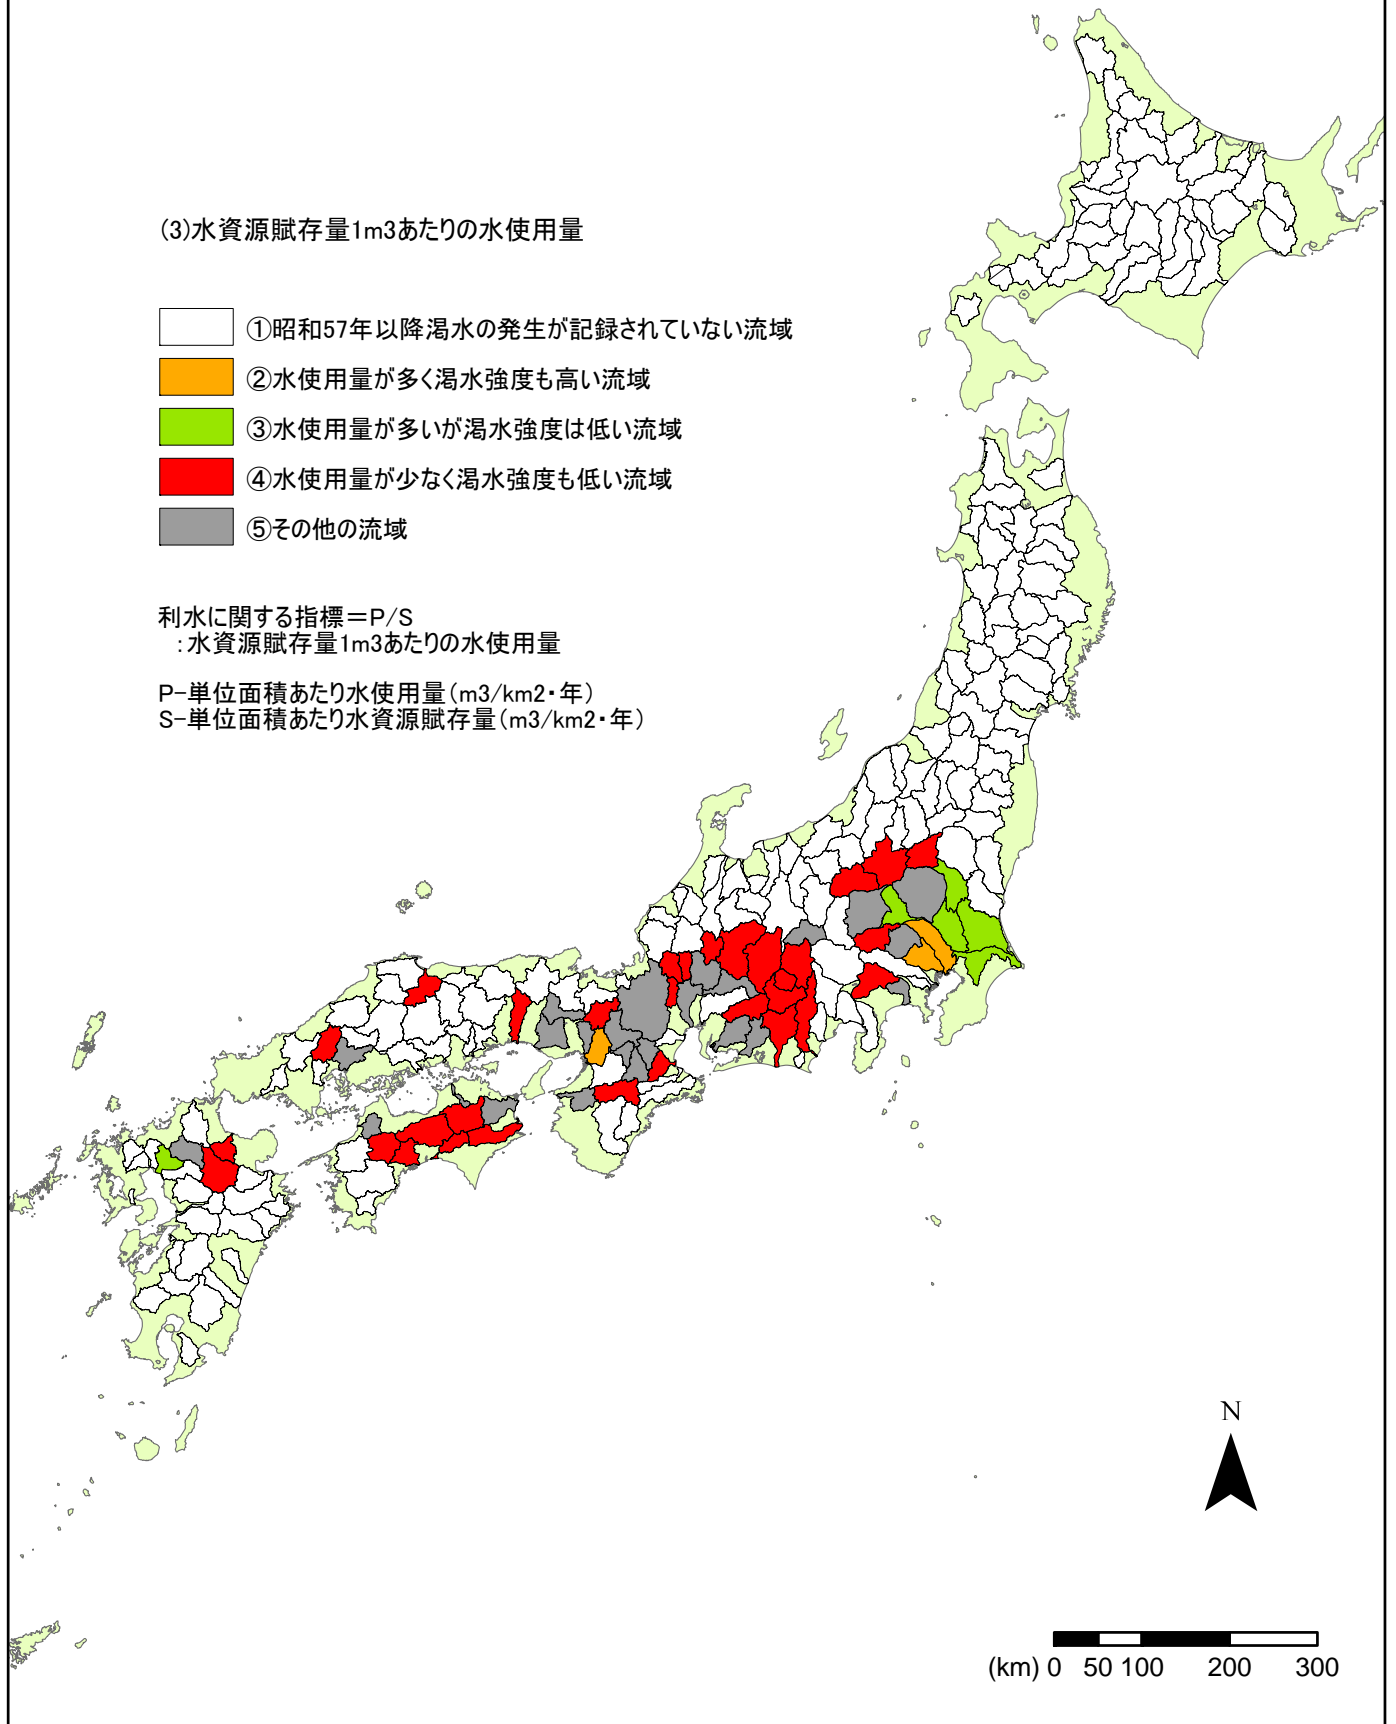 (3)水資源賦存量1m3あたりの水使用量
①昭和57年以降渇水の発生が記録されていない流域
②水使用量が多く渇水強度も高い流域
③水使用量が多いが渇水強度は低い流域
④水使用量が少なく渇水強度も低い流域
⑤その他の流域
利水に関する指標＝P/S
：水資源賦存量1m3あたりの水使用量
P-単位面積あたり水使用量(m3/km2・年)
S-単位面積あたり水資源賦存量(m3/km2・年)
N
(km) 0 50 100 200 300